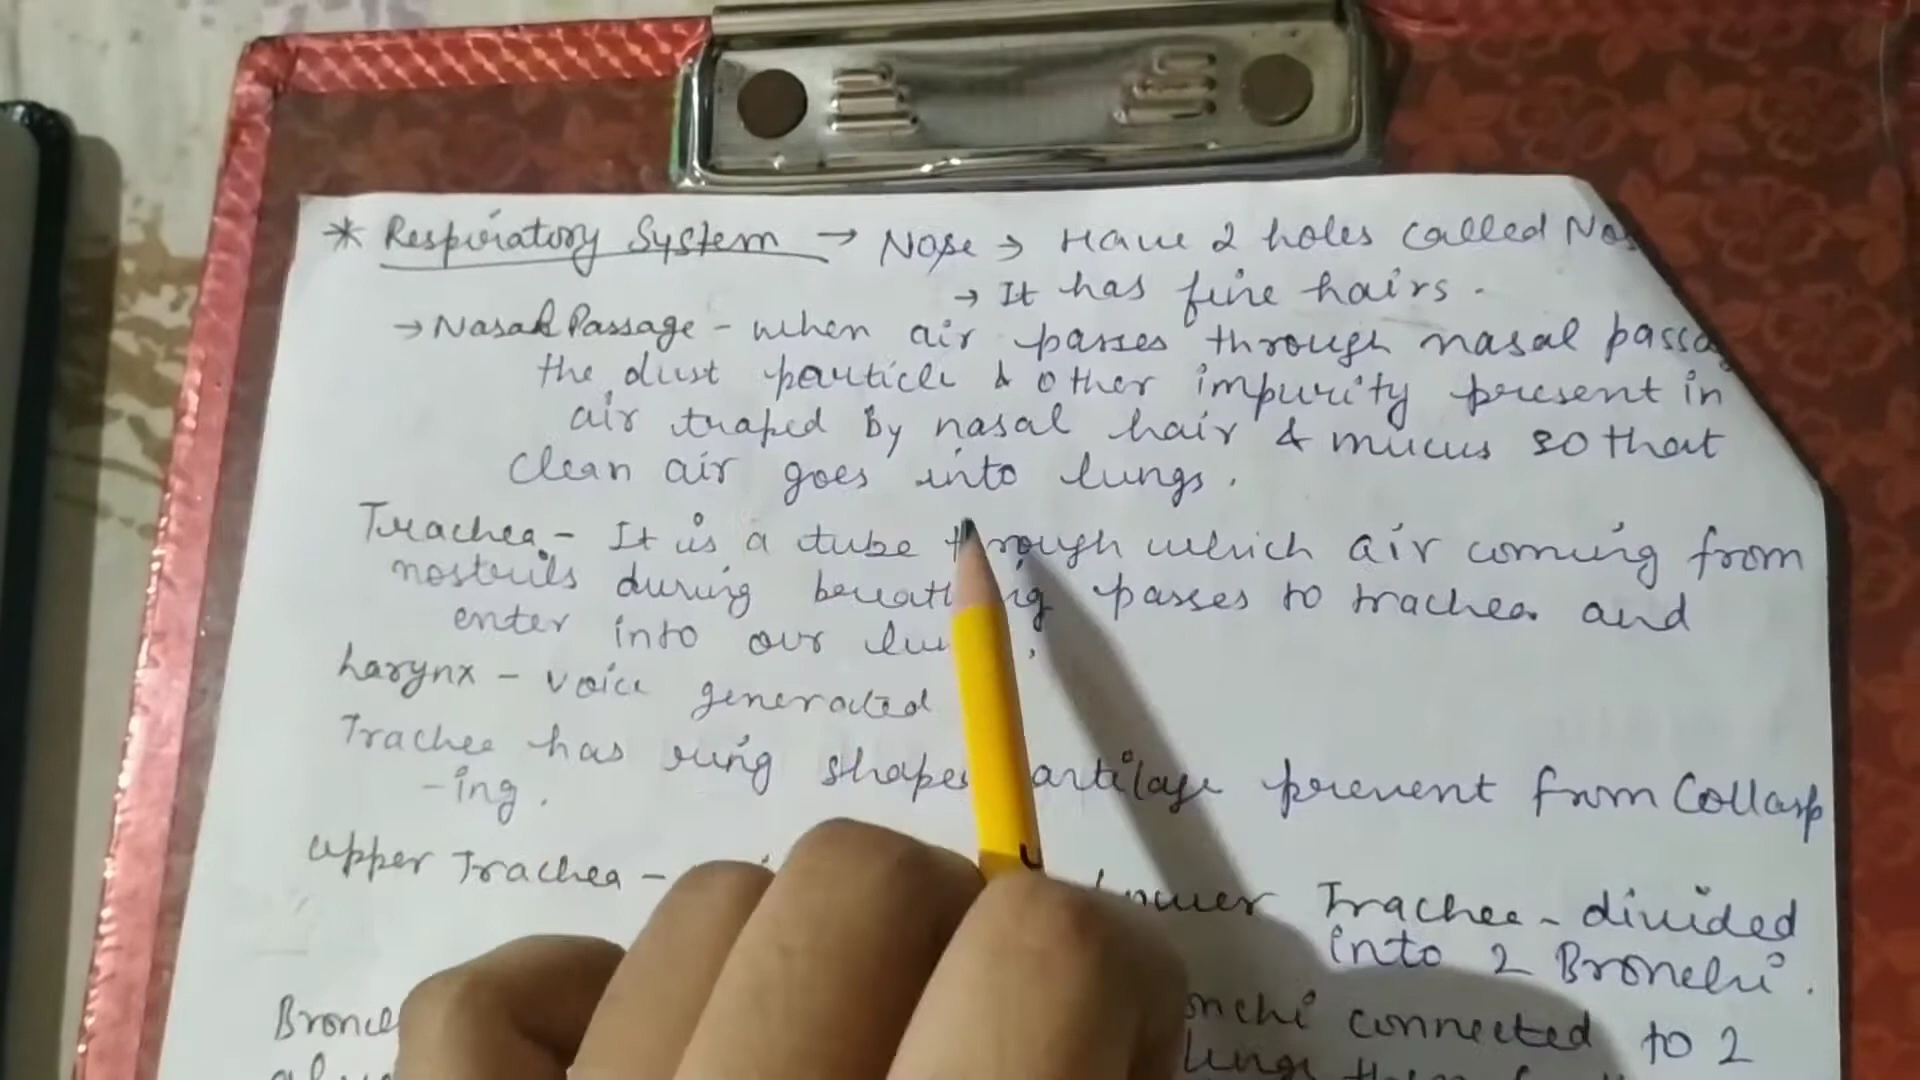 * Respiratory System → Nose → Have 2 holes called
→ It has fine hairs.
→ Nasal Passage - when air passes through nasal
the dust particle & other impurity present in
air traped by nasal hair & mucus so that
clean air goes into lungs.
Trachea - It is a tube through which air coming from
nostrils during breathing passes to trachea and
enter into our
Larynx - voice generated
Trachee has ring shape prevent from Collasp
-ing.
Upper Trachea - Lower Trachee - divided
into 2 Bronchi.
connected to 2